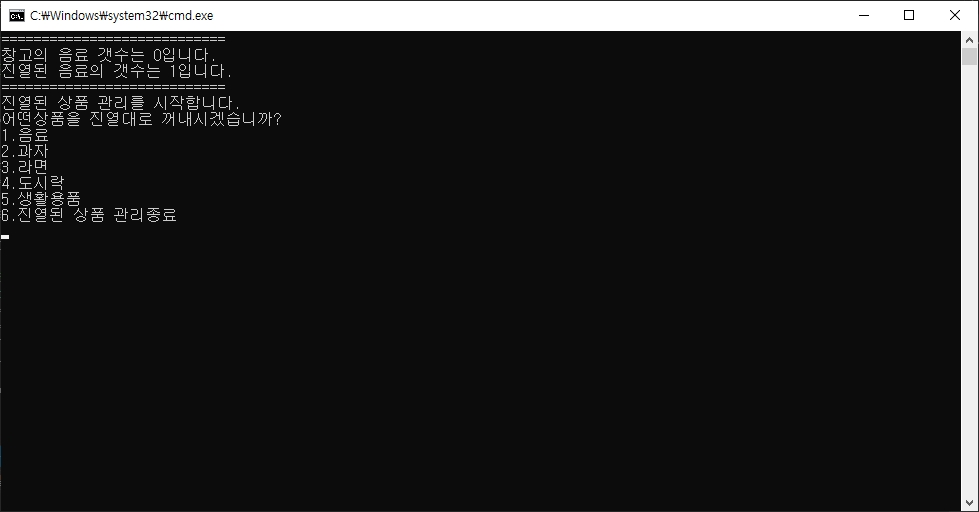 C:₩Windows₩system32₩cmd.exe
============================
창고의 음료 갯수는 0입니다.
진열된 음료의 갯수는 1입니다.
============================
진열된 상품 관리를 시작합니다.
어떤상품을 진열대로 꺼내시겠습니까?
1.음료
2.과자
3.라면
4.도시락
5.생활용품
6.진열된 상품 관리종료